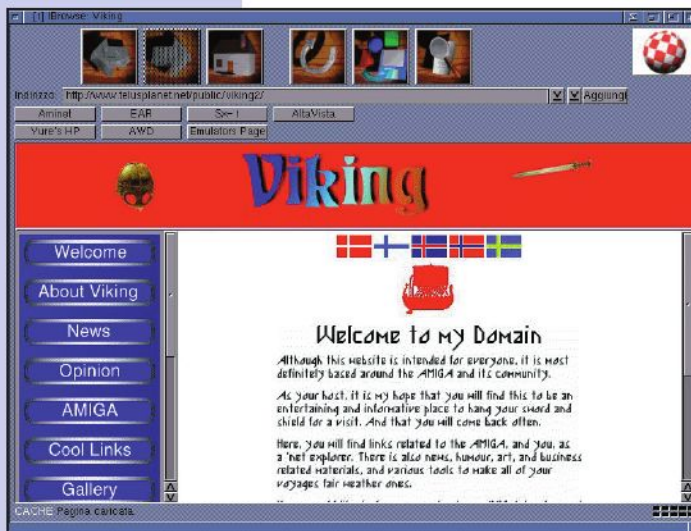 [1] IBrowse: Viking
Indirizzo: http://www.telusplanet.net/public/viking2/ Aggiungi
Aminet EAR Sx-! AltaVista
Yure's HP AWD Emulators Page
Viking
Welcome
About Viking
News
Opinion
AMIGA
Cool Links
Gallery
Welcome to my Domain
Although this website is intended for everyone, it is most
definitely based around the AMIGA and its community.
As your host, it is my hope that you will find this to be an
entertaining and informative place to hang your sword and
shield for a visit. And that you will come back often.
Here, you will find links related to the AMIGA, and you, as
a 'net explorer. There is also news, humour, art, and business
related materials, and various tools to make all of your
voyages fair weather ones.
CACHE Pagina caricata.